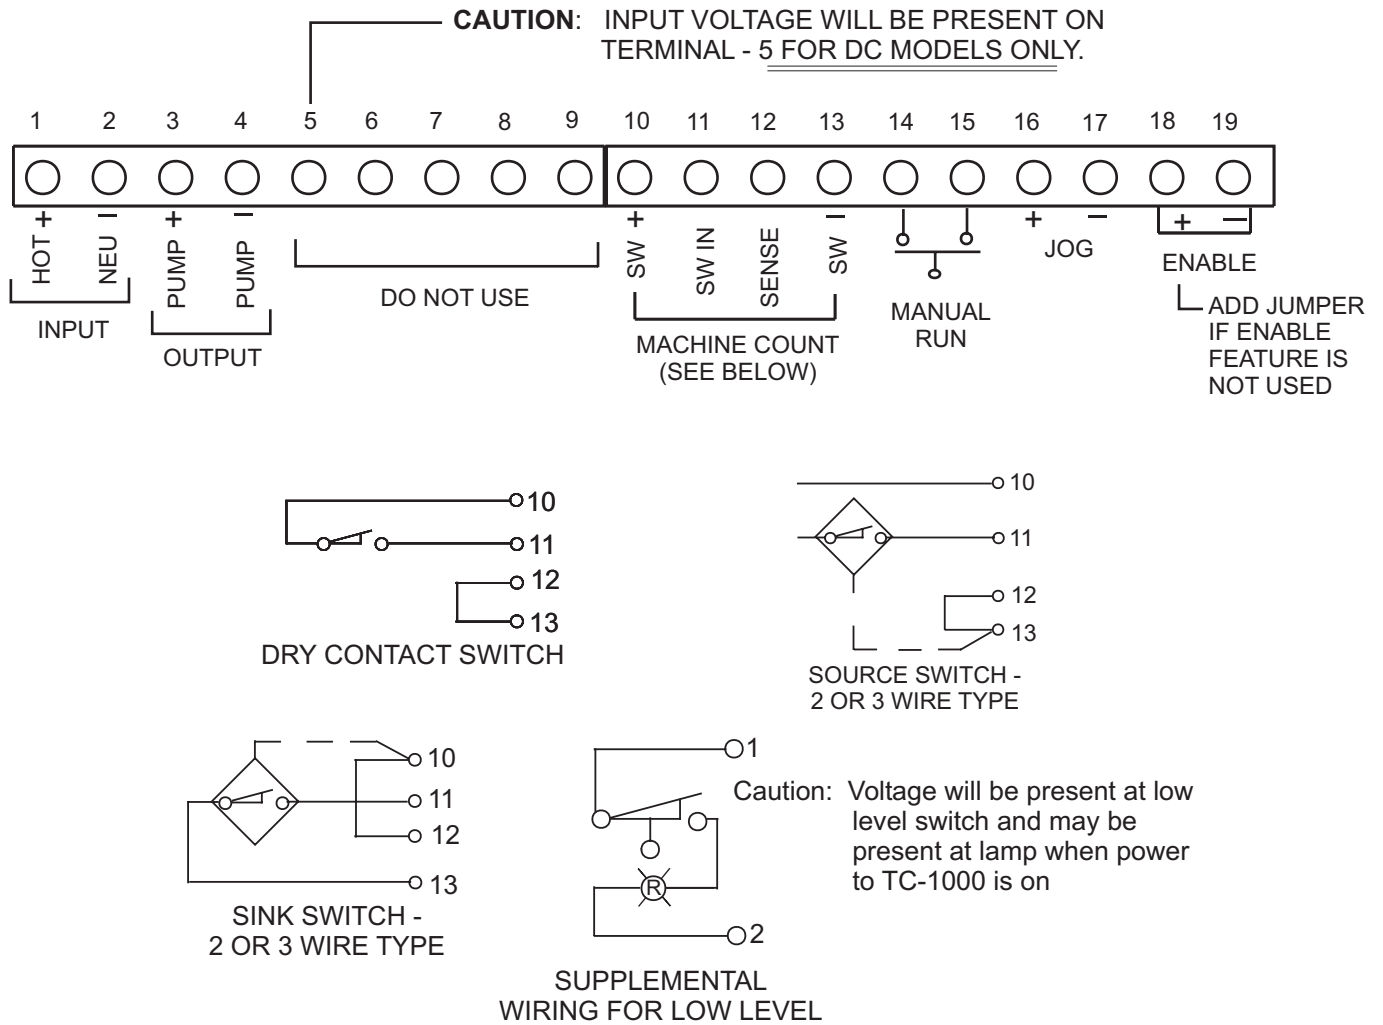 CAUTION: INPUT VOLTAGE WILL BE PRESENT ON
TERMINAL - 5 FOR DC MODELS ONLY.
1 2 3 4 5 6 7 8 9 10 11 12 13 14 15 16 17 18 19
+ − + − + − + − + −
HOT NEU PUMP PUMP SW SW IN SENSE SW
JOG
ENABLE
DO NOT USE
INPUT
OUTPUT
MACHINE COUNT
(SEE BELOW)
MANUAL
RUN
ADD JUMPER
IF ENABLE
FEATURE IS
NOT USED
10
11
12
13
DRY CONTACT SWITCH
10
11
12
13
SOURCE SWITCH -
2 OR 3 WIRE TYPE
10
11
12
13
SINK SWITCH -
2 OR 3 WIRE TYPE
1
R
2
Caution: Voltage will be present at low
level switch and may be
present at lamp when power
to TC-1000 is on
SUPPLEMENTAL
WIRING FOR LOW LEVEL